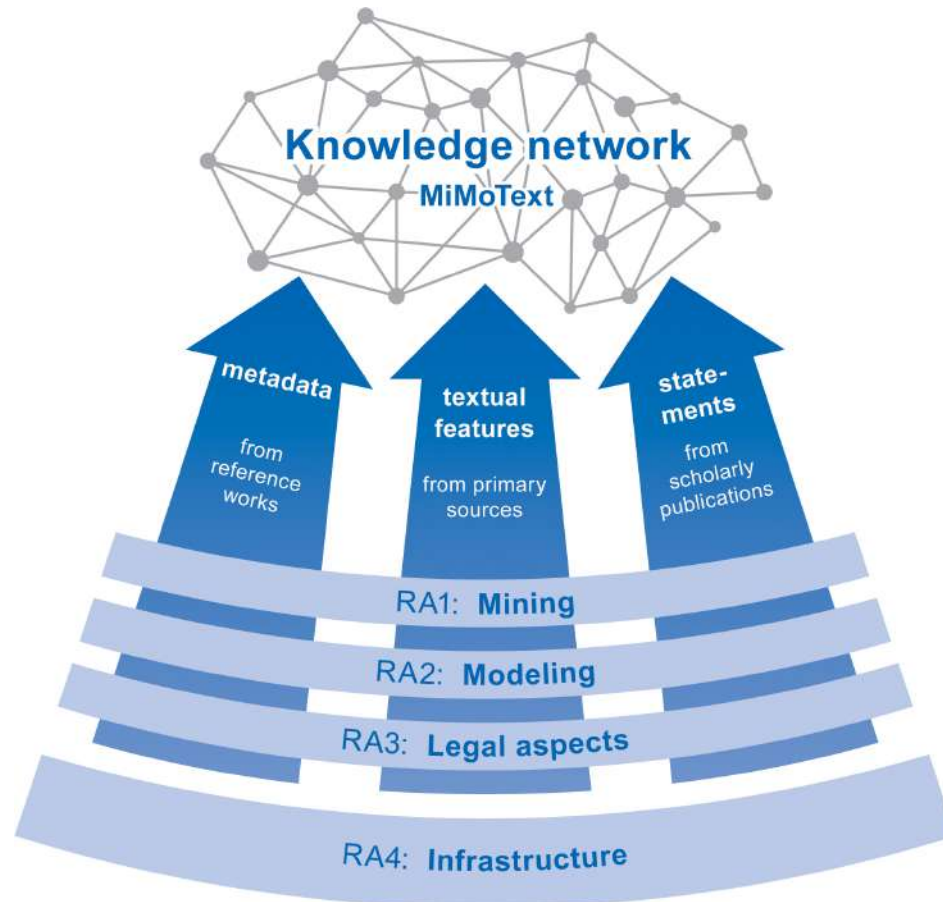 Knowledge network
MiMoText
metadata
from
reference
works
textual
features
from primary
sources
state-
ments
from
scholarly
publications
RA1: Mining
RA2: Modeling
RA3: Legal aspects
RA4: Infrastructure